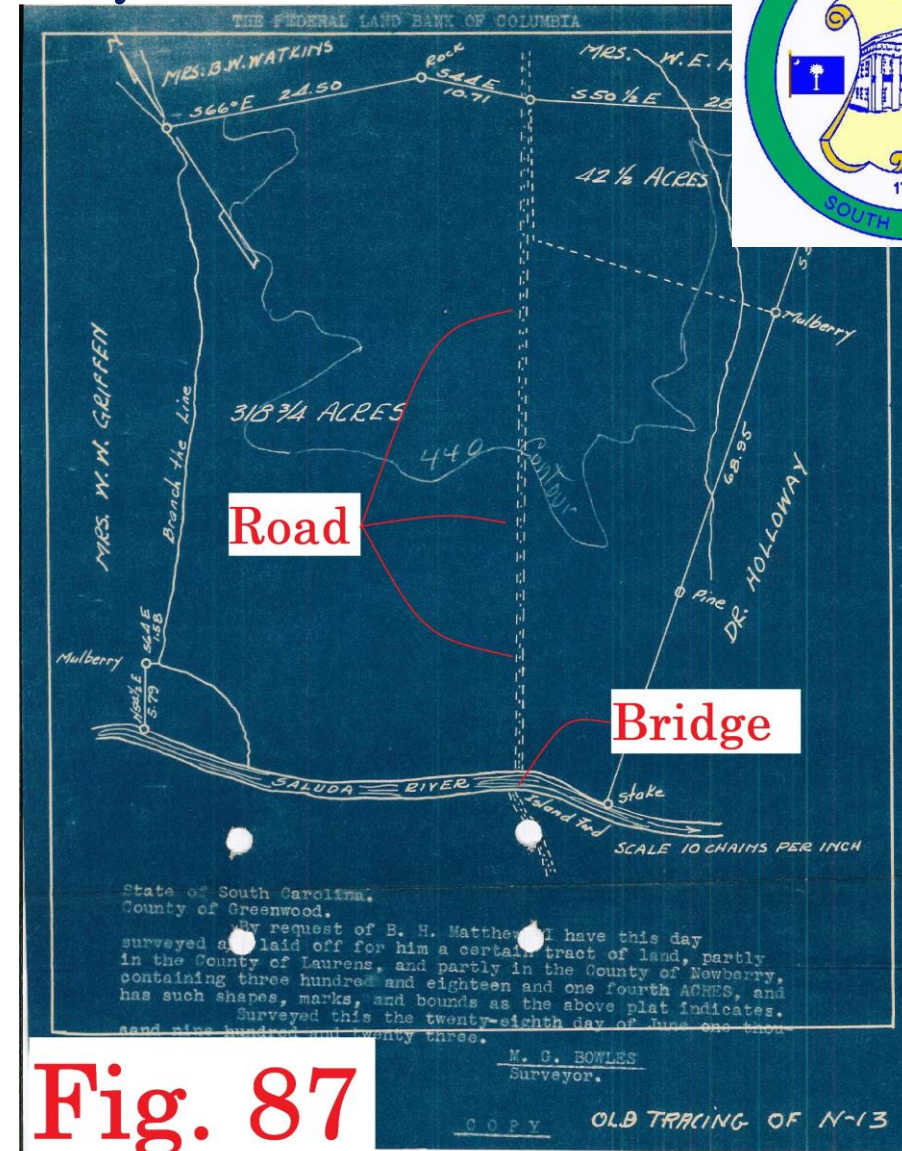 THE FEDERAL LAND BANK OF COLUMBIA
MRS. B.W. WATKINS
S66°E 24.50
Rock
S44E
10.71
MRS. W. E. H
S50 ½ E 28
SOUTH
42 ½ ACRES
Mulberry
MRS. W. W. GRIFFEN
Branch the Line
318 3/4 ACRES
440 Contour
68.95
DR. HOLLOWAY
Road
Pine
Mulberry
S64E
1.58
5.79
Bridge
SALUDA RIVER
Island Ford
Stake
SCALE 10 CHAINS PER INCH
State of South Carolina.
County of Greenwood.
By request of B. H. Matthew I have this day
surveyed laid off for him a certain tract of land, partly
in the County of Laurens, and partly in the County of Newberry,
containing three hundred and eighteen and one fourth ACRES, and
has such shapes, marks, and bounds as the above plat indicates.
Surveyed this the twenty-eighth day of June one thou-
sand nine hundred and twenty three.
M. G. BOWLES
Surveyor.
Fig. 87
COPY
OLD TRACING OF N-13